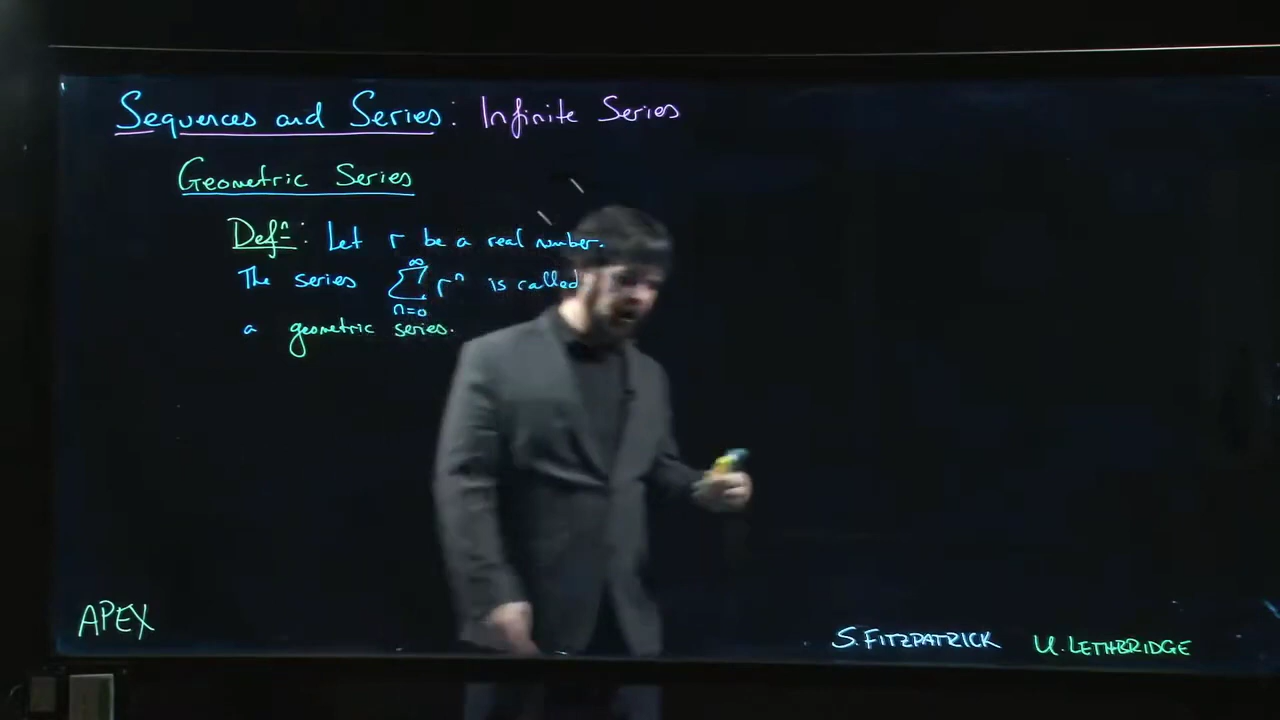 Sequences and Series: Infinite Series
Geometric Series
Defⁿ: Let r be a real number.
The series ∑_{n=0}^{∞} rⁿ is called
a geometric series.
APEX
S. FITZPATRICK U. LETHBRIDGE